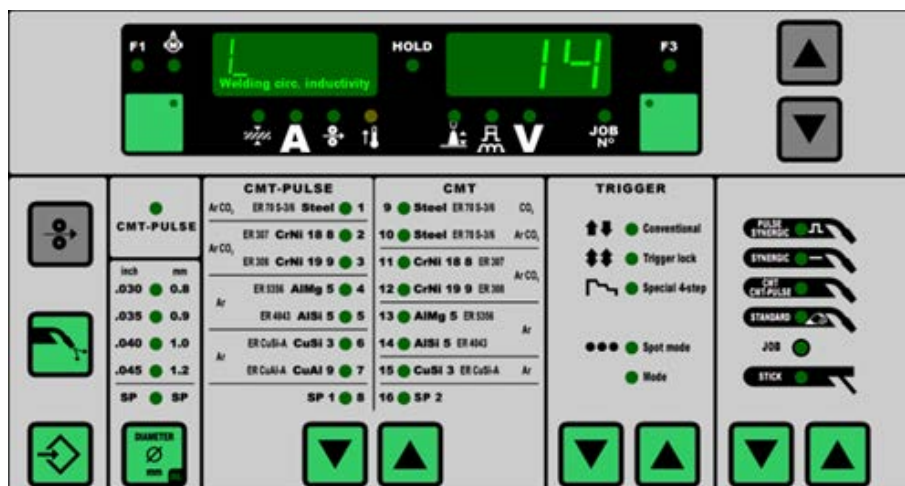 F1
HOLD
F3
L
Welding circ. inductivity
14
A
V
JOB
N°
CMT-PULSE
inch mm
.030 0.8
.035 0.9
.040 1.0
.045 1.2
SP SP
DIAMETER
Ø
mm
CMT-PULSE
Ar CO₂ ER 70 S-3/6 Steel 1
ER 307 CrNi 18 8 2
Ar CO₂
ER 308 CrNi 19 9 3
ER 5356 AlMg 5 4
Ar
ER 4043 AlSi 5 5
ER CuSi-A CuSi 3 6
Ar
ER CuAl-A CuAl 9 7
SP 1 8
CMT
9 Steel ER 70 S-3/6 CO₂
10 Steel ER 70 S-3/6 Ar CO₂
11 CrNi 18 8 ER 307
Ar CO₂
12 CrNi 19 9 ER 308
13 AlMg 5 ER 5356
Ar
14 AlSi 5 ER 4043
15 CuSi 3 ER CuSi-A Ar
16 SP 2
TRIGGER
Conventional
Trigger lock
Special 4-step
Spot mode
Mode
PULSE
SYNERGIC
SYNERGIC
CMT
CMT-PULSE
STANDARD
JOB
STICK